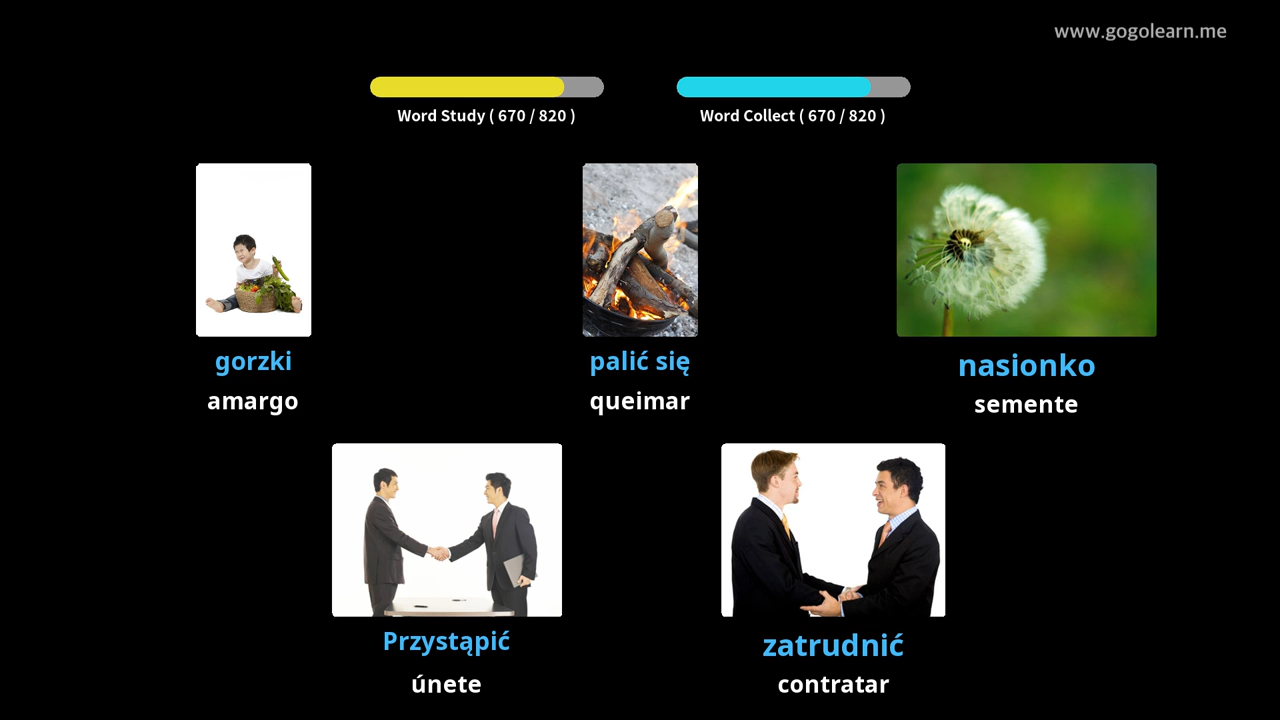 www.gogolearn.me
Word Study ( 670 / 820 )
Word Collect ( 670 / 820 )
gorzki
amargo
palić się
queimar
nasionko
semente
Przystąpić
únete
zatrudnić
contratar